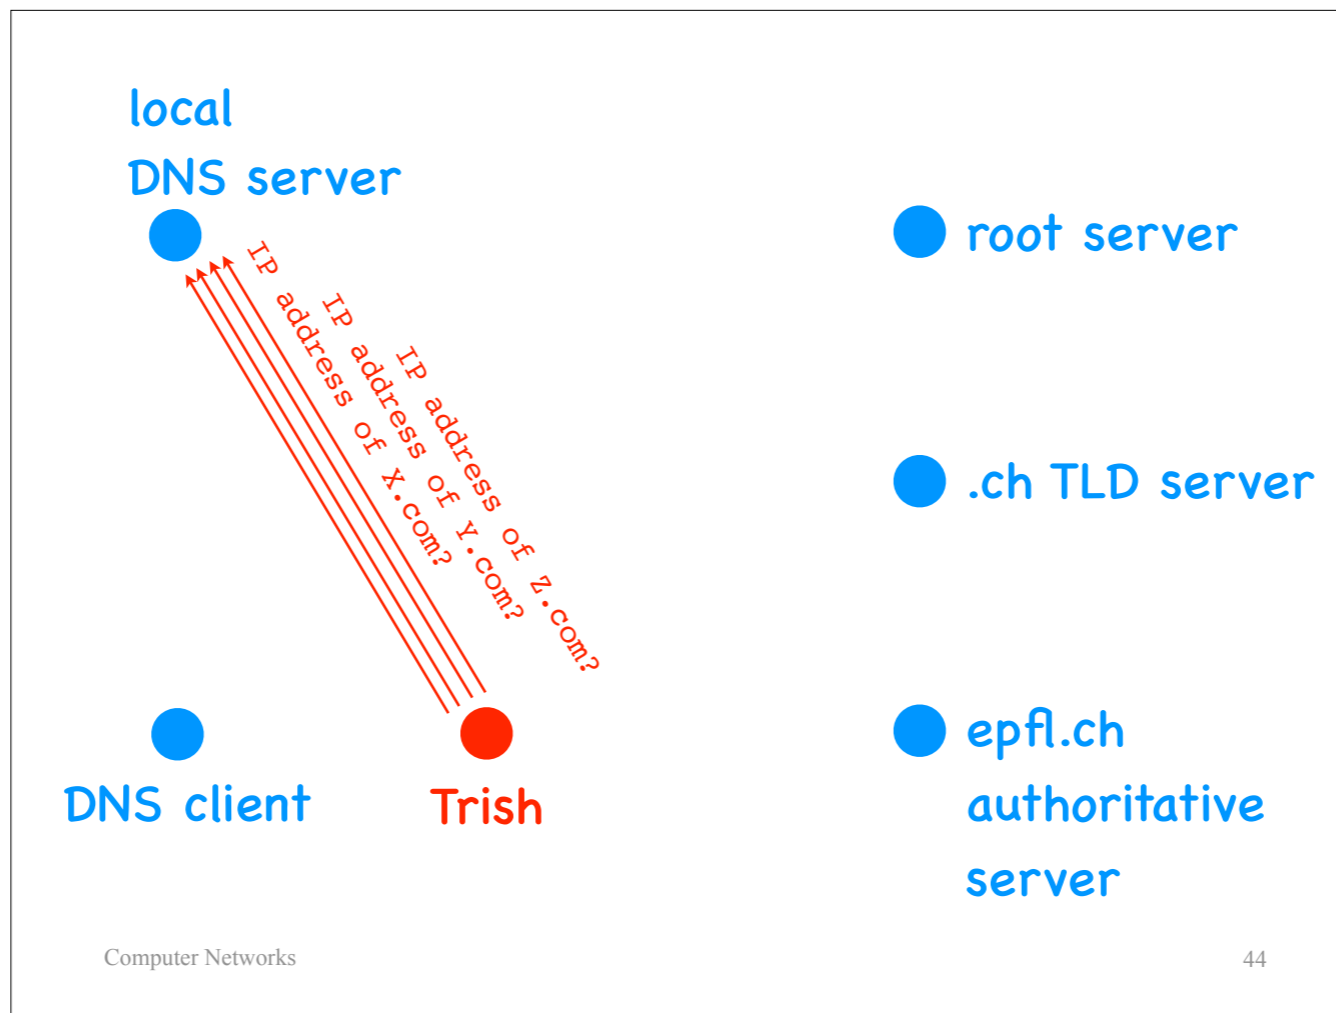 local
DNS server
root server
IP address of X.com?
IP address of Y.com?
IP address of Z.com?
.ch TLD server
DNS client
Trish
epfl.ch
authoritative
server
Computer Networks
44